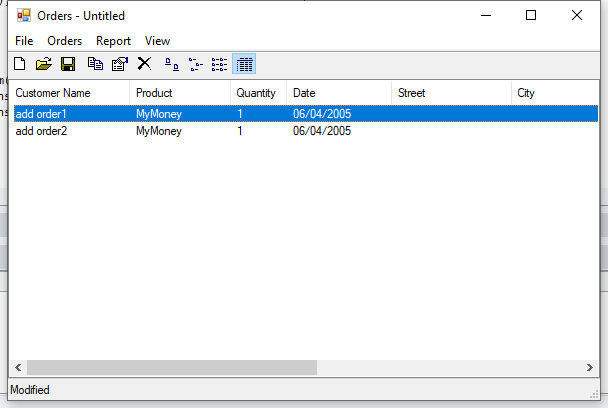 Orders - Untitled
File Orders Report View
Customer Name Product Quantity Date Street City
add order1 MyMoney 1 06/04/2005
add order2 MyMoney 1 06/04/2005
Modified